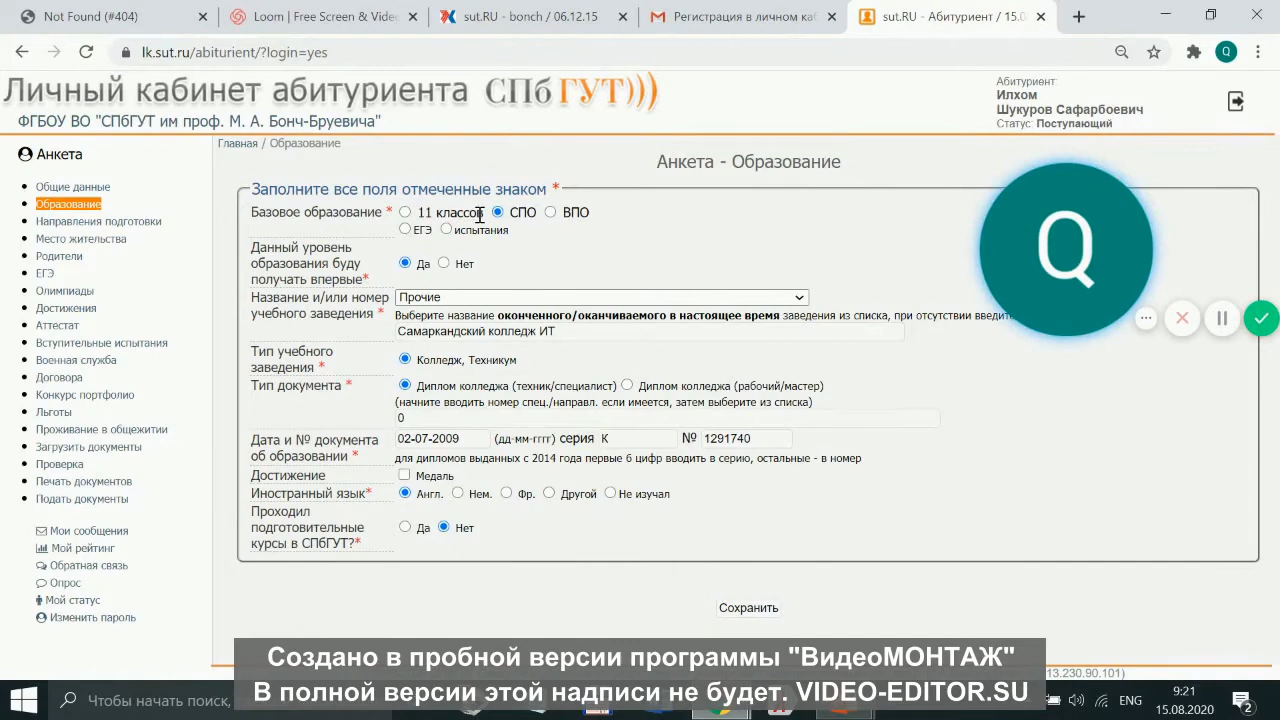 Not Found (#404)
Loom | Free Screen & Video
sut.RU - bonch / 06.12.15
Регистрация в личном каб
sut.RU - Абитуриент / 15.0
lk.sut.ru/abiturient/?login=yes
Q
Личный кабинет абитуриента СПбГУТ)))
ФГБОУ ВО "СПбГУТ им проф. М. А. Бонч-Бруевича"
Абитуриент:
Илхом
Шукуров Сафарбоевич
Статус: Поступающий
Анкета
Общие данные
Образование
Направления подготовки
Место жительства
Родители
ЕГЭ
Олимпиады
Достижения
Аттестат
Вступительные испытания
Военная служба
Договора
Конкурс портфолио
Льготы
Проживание в общежитии
Загрузить документы
Проверка
Печать документов
Подать документы
Мои сообщения
Мой рейтинг
Обратная связь
Опрос
Мой статус
Изменить пароль
Главная / Образование
Анкета - Образование
Заполните все поля отмеченные знаком *
Базовое образование * 11 классов СПО ВПО
ЕГЭ испытания
Данный уровень
образования буду
получать впервые* Да Нет
Название и/или номер
учебного заведения *
Прочие
Выберите название оконченного/оканчиваемого в настоящее время заведения из списка, при отсутствии введит
Самаркандский колледж ИТ
Тип учебного
заведения *
Колледж, Техникум
Тип документа * Диплом колледжа (техник/специалист) Диплом колледжа (рабочий/мастер)
(начните вводить номер спец./направл. если имеется, затем выберите из списка)
0
Дата и № документа
об образовании *
02-07-2009 (дд-мм-гггг) серия К № 1291740
для дипломов выданных с 2014 года первые 6 цифр вводить в серию, остальные - в номер
Достижение Медаль
Иностранный язык* Англ. Нем. Фр. Другой Не изучал
Проходил
подготовительные
курсы в СПбГУТ?*
Да Нет
Сохранить
Q
13.230.90.101)
Создано в пробной версии программы "ВидеоМОНТАЖ"
В полной версии этой надписи не будет. VIDEO-EDITOR.SU
Чтобы начать поиск,
ENG
9:21
15.08.2020
2